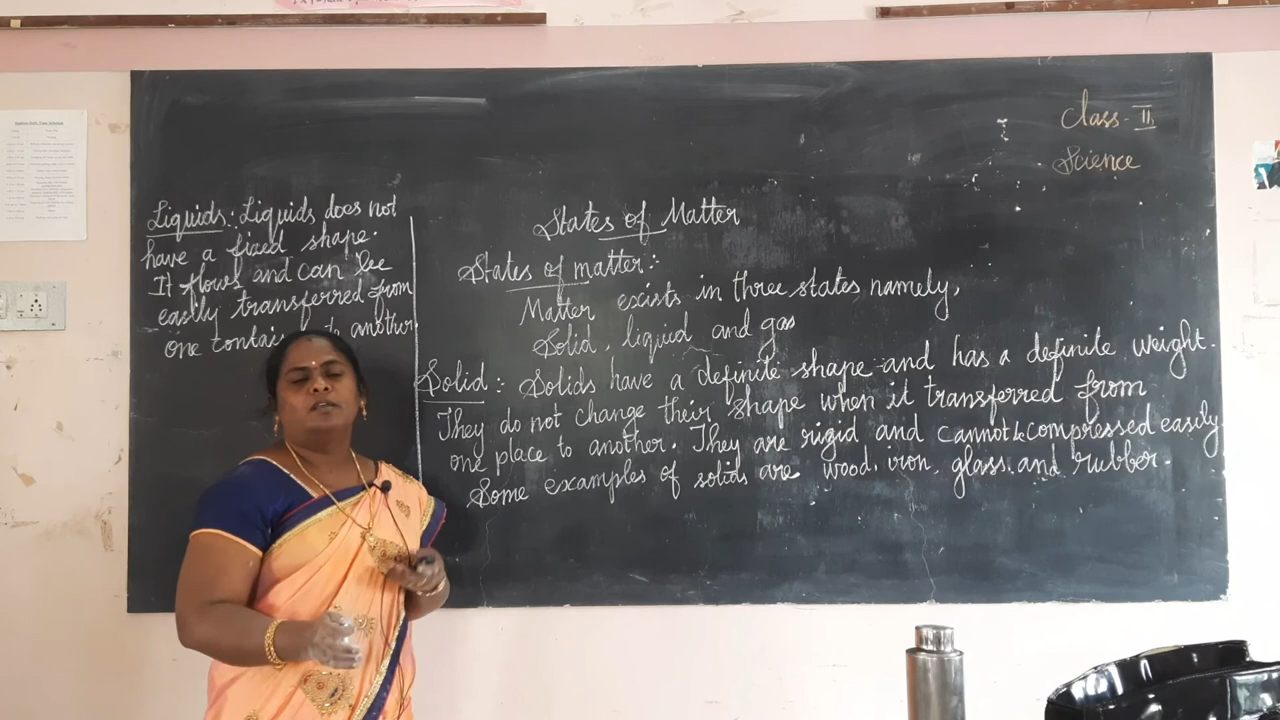 Class - II
Science
States of Matter
States of matter:-
Matter exists in three states namely,
Solid, liquid and gas
Solid :- Solids have a definite shape and has a definite weight.
They do not change their shape when it transferred from
one place to another. They are rigid and cannot be compressed easily
Some examples of solids are wood, iron, glass, and rubber.
Liquids : Liquids does not
have a fixed shape.
It flows and can be
easily transferred from
one to another